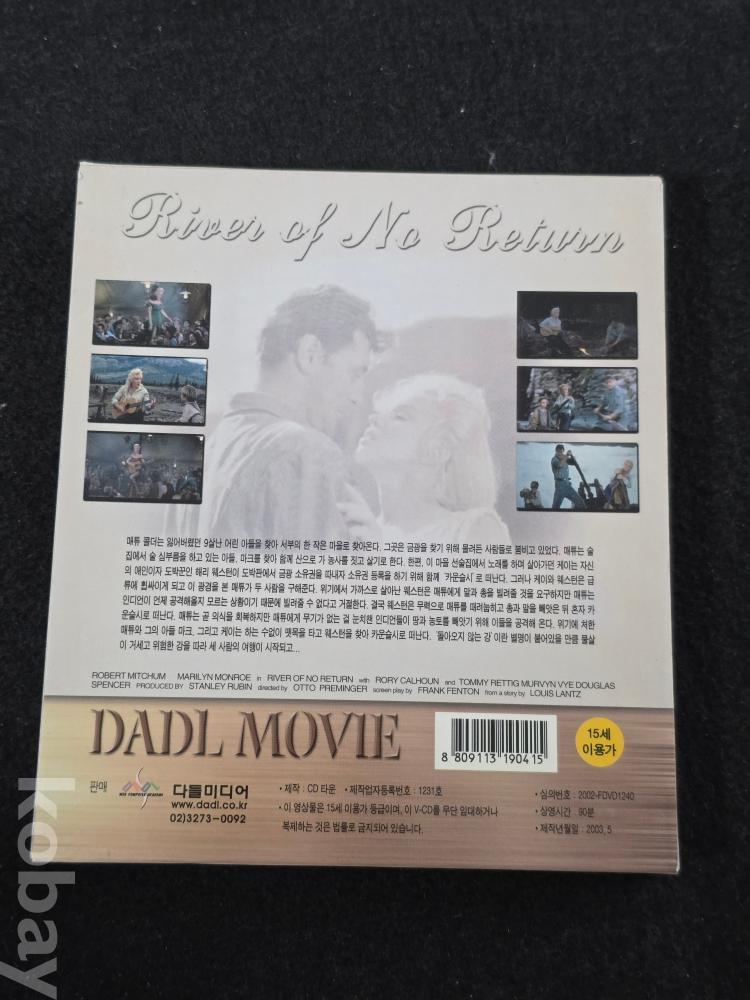 River of No Return
매튜 콜더는 잃어버렸던 9살난 어린 아들을 찾아 서부의 한 작은 마을로 찾아온다. 그곳은 금광을 찾기 위해 몰려든 사람들로 붐비고 있었다. 매튜는 술
집에서 술 심부름을 하고 있는 아들, 마크를 찾아 함께 산으로 가 농사를 짓고 살기로 한다. 한편, 이 마을 선술집에서 노래를 하며 살아가던 케이는 자신
의 애인이자 도박꾼인 해리 웨스턴이 도박판에서 금광 소유권을 따내자 소유권 등록을 하기 위해 함께 카운슬시로 떠난다. 그러나 케이와 웨스턴은 급
류에 휩싸이게 되고 이 광경을 본 매튜가 두 사람을 구해준다. 위기에서 가까스로 살아난 웨스턴은 매튜에게 말과 총을 빌려줄 것을 요구하지만 매튜는
인디언이 언제 공격해올지 모르는 상황이기 때문에 빌려줄 수 없다고 거절한다. 결국 웨스턴은 무력으로 매튜를 때려눕히고 총과 말을 빼앗은 뒤 혼자 카
운슬시로 떠난다. 매튜는 곧 의식을 회복하지만 매튜에게 무기가 없는 걸 눈치챈 인디언들이 땅과 농토를 빼앗기 위해 이들을 공격해 온다. 위기에 처한
매튜와 그의 아들 마크, 그리고 케이는 하는 수없이 뗏목을 타고 웨스턴을 찾아 카운슬시로 떠난다. '돌아오지 않는 강' 이란 별명이 붙어있을 만큼 물살
이 거세고 위험한 강을 따라 세 사람의 여행이 시작되고...
ROBERT MITCHUM MARILYN MONROE in RIVER OF NO RETURN with RORY CALHOUN and TOMMY RETTIG MURVYN VYE DOUGLAS
SPENCER PRODUCED BY STANLEY RUBIN directed by OTTO PREMINGER screen play by FRANK FENTON from a story by LOUIS LANTZ
DADL MOVIE
8 809113 190415
15세
이용가
판매
다들미디어
www.dadl.co.kr
02)3273-0092
• 제작 : CD 타운 • 제작업자등록번호 : 1231호
• 이 영상물은 15세 이용가 등급이며, 이 V-CD를 무단 임대하거나
복제하는 것은 법률로 금지되어 있습니다.
• 심의번호 : 2002-FDVD1240
• 상영시간 : 90분
• 제작년월일 : 2003, 5
kobay